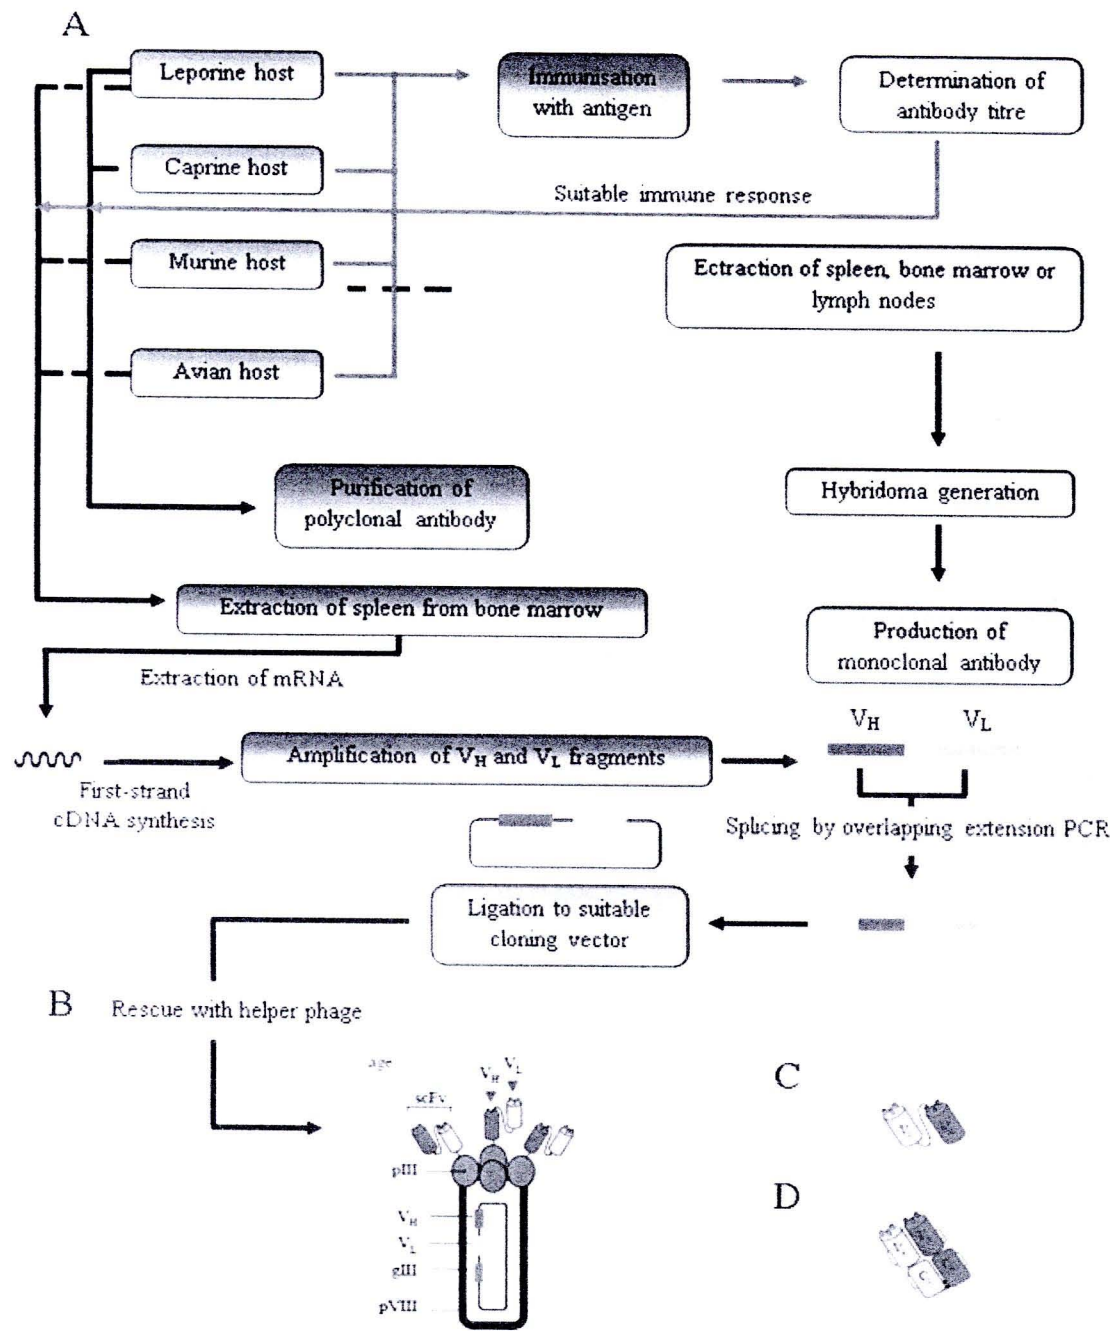 A
Leporine host
Immunisation
with antigen
Determination of
antibody titre
Caprine host
Suitable immune response
Murine host
Ectraction of spleen, bone marrow or
lymph nodes
Avian host
Purification of
polyclonal antibody
Hybridoma generation
Extraction of spleen from bone marrow
Production of
monoclonal antibody
Extraction of mRNA
VH
VL
Amplification of VH and VL fragments
First-strand
cDNA synthesis
Splicing by overlapping extension PCR
Ligation to suitable
cloning vector
B
Rescue with helper phage
age
VH
VL
scFv
C
pIII
D
VH
VL
gIII
pVIII